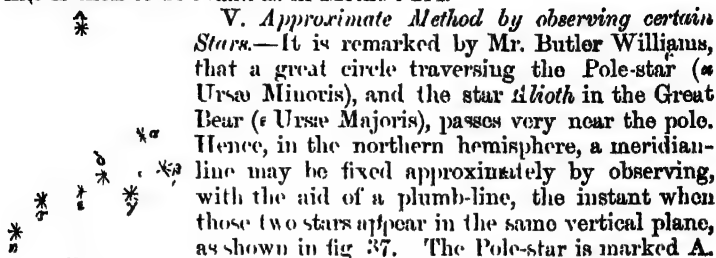 V. Approximate Method by observing certain
Stars.—It is remarked by Mr. Butler Williams,
that a great circle traversing the Pole-star (α
Ursæ Minoris), and the star Alioth in the Great
Bear (ε Ursæ Majoris), passes very near the pole.
Hence, in the northern hemisphere, a meridian-
line may be fixed approximately by observing,
with the aid of a plumb-line, the instant when
those two stars appear in the same vertical plane,
as shown in fig 37. The Pole-star is marked A.
A
α
δ
β
ε
γ